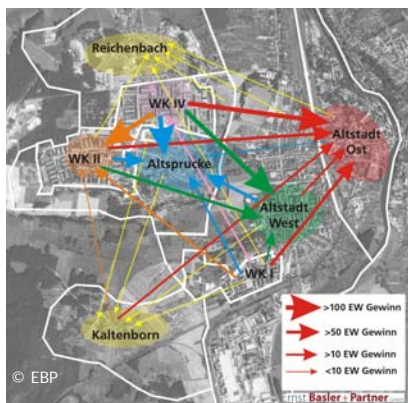 Reichenbach
WK IV
Altstadt
Ost
WK II
Altsprucke
Altstadt
West
WK I
Kaltenborn
>100 EW Gewinn
>50 EW Gewinn
>10 EW Gewinn
<10 EW Gewinn
© EBP
rnst Basler + Partner